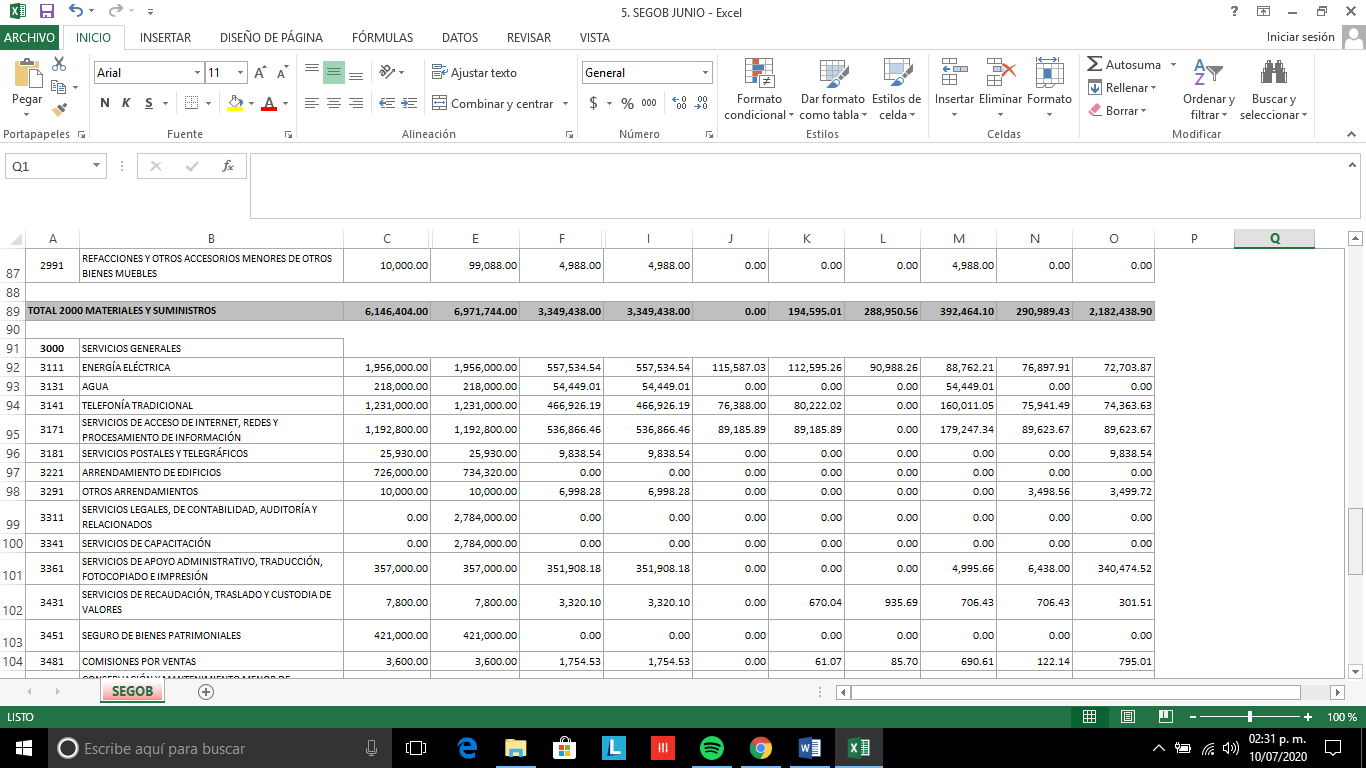 5. SEGOB JUNIO - Excel
ARCHIVO INICIO INSERTAR DISEÑO DE PÁGINA FÓRMULAS DATOS REVISAR VISTA Iniciar sesión
Pegar Arial 11 Ajustar texto General Formato condicional Dar formato como tabla Estilos de celda Insertar Eliminar Formato Autosuma Rellenar Borrar Ordenar y filtrar Buscar y seleccionar
N K S Combinar y centrar $ % 000
Portapapeles Fuente Alineación Número Estilos Celdas Modificar
Q1 fx
A B C E F I J K L M N O P Q
87 2991 REFACCIONES Y OTROS ACCESORIOS MENORES DE OTROS BIENES MUEBLES 10,000.00 99,088.00 4,988.00 4,988.00 0.00 0.00 0.00 4,988.00 0.00 0.00
88
89 TOTAL 2000 MATERIALES Y SUMINISTROS 6,146,404.00 6,971,744.00 3,349,438.00 3,349,438.00 0.00 194,595.01 288,950.56 392,464.10 290,989.43 2,182,438.90
90
91 3000 SERVICIOS GENERALES
92 3111 ENERGÍA ELÉCTRICA 1,956,000.00 1,956,000.00 557,534.54 557,534.54 115,587.03 112,595.26 90,988.26 88,762.21 76,897.91 72,703.87
93 3131 AGUA 218,000.00 218,000.00 54,449.01 54,449.01 0.00 0.00 0.00 54,449.01 0.00 0.00
94 3141 TELEFONÍA TRADICIONAL 1,231,000.00 1,231,000.00 466,926.19 466,926.19 76,388.00 80,222.02 0.00 160,011.05 75,941.49 74,363.63
95 3171 SERVICIOS DE ACCESO DE INTERNET, REDES Y PROCESAMIENTO DE INFORMACIÓN 1,192,800.00 1,192,800.00 536,866.46 536,866.46 89,185.89 89,185.89 0.00 179,247.34 89,623.67 89,623.67
96 3181 SERVICIOS POSTALES Y TELEGRÁFICOS 25,930.00 25,930.00 9,838.54 9,838.54 0.00 0.00 0.00 0.00 0.00 9,838.54
97 3221 ARRENDAMIENTO DE EDIFICIOS 726,000.00 734,320.00 0.00 0.00 0.00 0.00 0.00 0.00 0.00 0.00
98 3291 OTROS ARRENDAMIENTOS 10,000.00 10,000.00 6,998.28 6,998.28 0.00 0.00 0.00 0.00 3,498.56 3,499.72
99 3311 SERVICIOS LEGALES, DE CONTABILIDAD, AUDITORÍA Y RELACIONADOS 0.00 2,784,000.00 0.00 0.00 0.00 0.00 0.00 0.00 0.00 0.00
100 3341 SERVICIOS DE CAPACITACIÓN 0.00 2,784,000.00 0.00 0.00 0.00 0.00 0.00 0.00 0.00 0.00
101 3361 SERVICIOS DE APOYO ADMINISTRATIVO, TRADUCCIÓN, FOTOCOPIADO E IMPRESIÓN 357,000.00 357,000.00 351,908.18 351,908.18 0.00 0.00 0.00 4,995.66 6,438.00 340,474.52
102 3431 SERVICIOS DE RECAUDACIÓN, TRASLADO Y CUSTODIA DE VALORES 7,800.00 7,800.00 3,320.10 3,320.10 0.00 670.04 935.69 706.43 706.43 301.51
103 3451 SEGURO DE BIENES PATRIMONIALES 421,000.00 421,000.00 0.00 0.00 0.00 0.00 0.00 0.00 0.00 0.00
104 3481 COMISIONES POR VENTAS 3,600.00 3,600.00 1,754.53 1,754.53 0.00 61.07 85.70 690.61 122.14 795.01
CONSERVACIÓN Y MANTENIMIENTO MENOR DE
SEGOB
LISTO 100 %
Escribe aquí para buscar 02:31 p. m.
10/07/2020